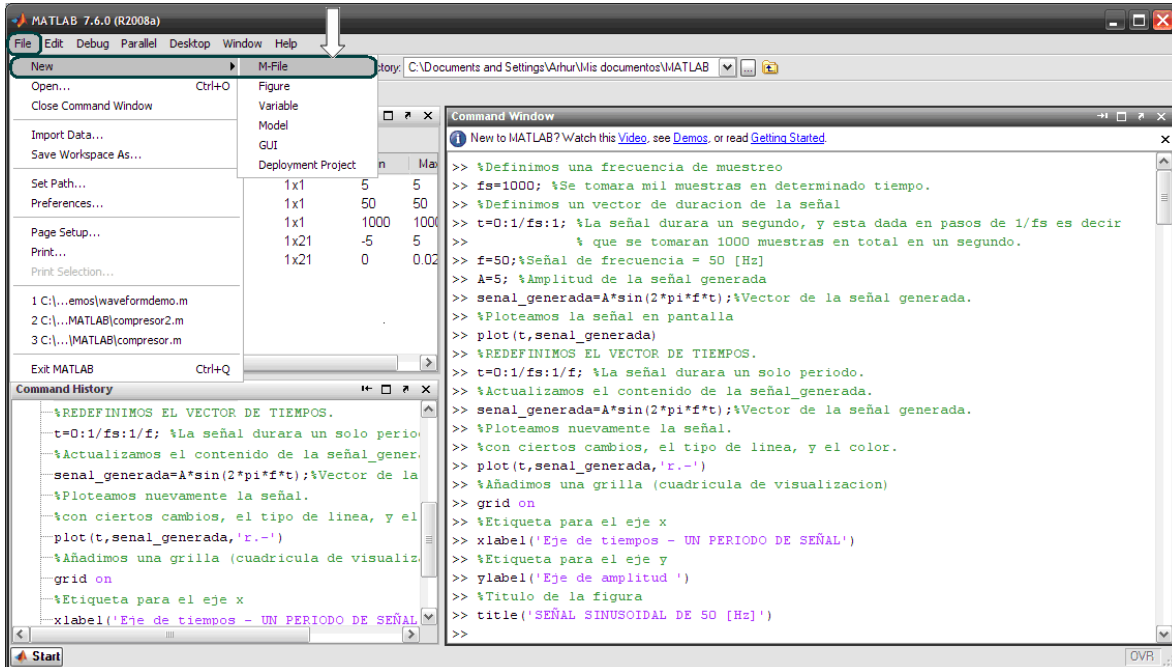 MATLAB 7.6.0 (R2008a)
File Edit Debug Parallel Desktop Window Help
New
Open... Ctrl+O
Close Command Window
Import Data...
Save Workspace As...
Set Path...
Preferences...
Page Setup...
Print...
Print Selection...
1 C:\...emos\waveformdemo.m
2 C:\...MATLAB\compresor2.m
3 C:\...\MATLAB\compresor.m
Exit MATLAB Ctrl+Q
M-File
Figure
Variable
Model
GUI
Deployment Project
ctory: C:\Documents and Settings\Arhur\Mis documentos\MATLAB
n Max
1x1 5 5
1x1 50 50
1x1 1000 1000
1x21 -5 5
1x21 0 0.02
Command History
%REDEFINIMOS EL VECTOR DE TIEMPOS.
t=0:1/fs:1/f; %La señal durara un solo perio
%Actualizamos el contenido de la señal_gener
senal_generada=A*sin(2*pi*f*t);%Vector de la
%Ploteamos nuevamente la señal.
%con ciertos cambios, el tipo de linea, y el
plot(t,senal_generada,'r.-')
%Añadimos una grilla (cuadricula de visualiz
grid on
%Etiqueta para el eje x
xlabel('Eje de tiempos - UN PERIODO DE SEÑAL
Command Window
New to MATLAB? Watch this Video, see Demos, or read Getting Started.
>> %Definimos una frecuencia de muestreo
>> fs=1000; %Se tomara mil muestras en determinado tiempo.
>> %Definimos un vector de duracion de la señal
>> t=0:1/fs:1; %La señal durara un segundo, y esta dada en pasos de 1/fs es decir
>> % que se tomaran 1000 muestras en total en un segundo.
>> f=50;%Señal de frecuencia = 50 [Hz]
>> A=5; %Amplitud de la señal generada
>> senal_generada=A*sin(2*pi*f*t);%Vector de la señal generada.
>> %Ploteamos la señal en pantalla
>> plot(t,senal_generada)
>> %REDEFINIMOS EL VECTOR DE TIEMPOS.
>> t=0:1/fs:1/f; %La señal durara un solo periodo.
>> %Actualizamos el contenido de la señal_generada.
>> senal_generada=A*sin(2*pi*f*t);%Vector de la señal generada.
>> %Ploteamos nuevamente la señal.
>> %con ciertos cambios, el tipo de linea, y el color.
>> plot(t,senal_generada,'r.-')
>> %Añadimos una grilla (cuadricula de visualizacion)
>> grid on
>> %Etiqueta para el eje x
>> xlabel('Eje de tiempos - UN PERIODO DE SEÑAL')
>> %Etiqueta para el eje y
>> ylabel('Eje de amplitud ')
>> %Titulo de la figura
>> title('SEÑAL SINUSOIDAL DE 50 [Hz]')
>>
Start
OVR